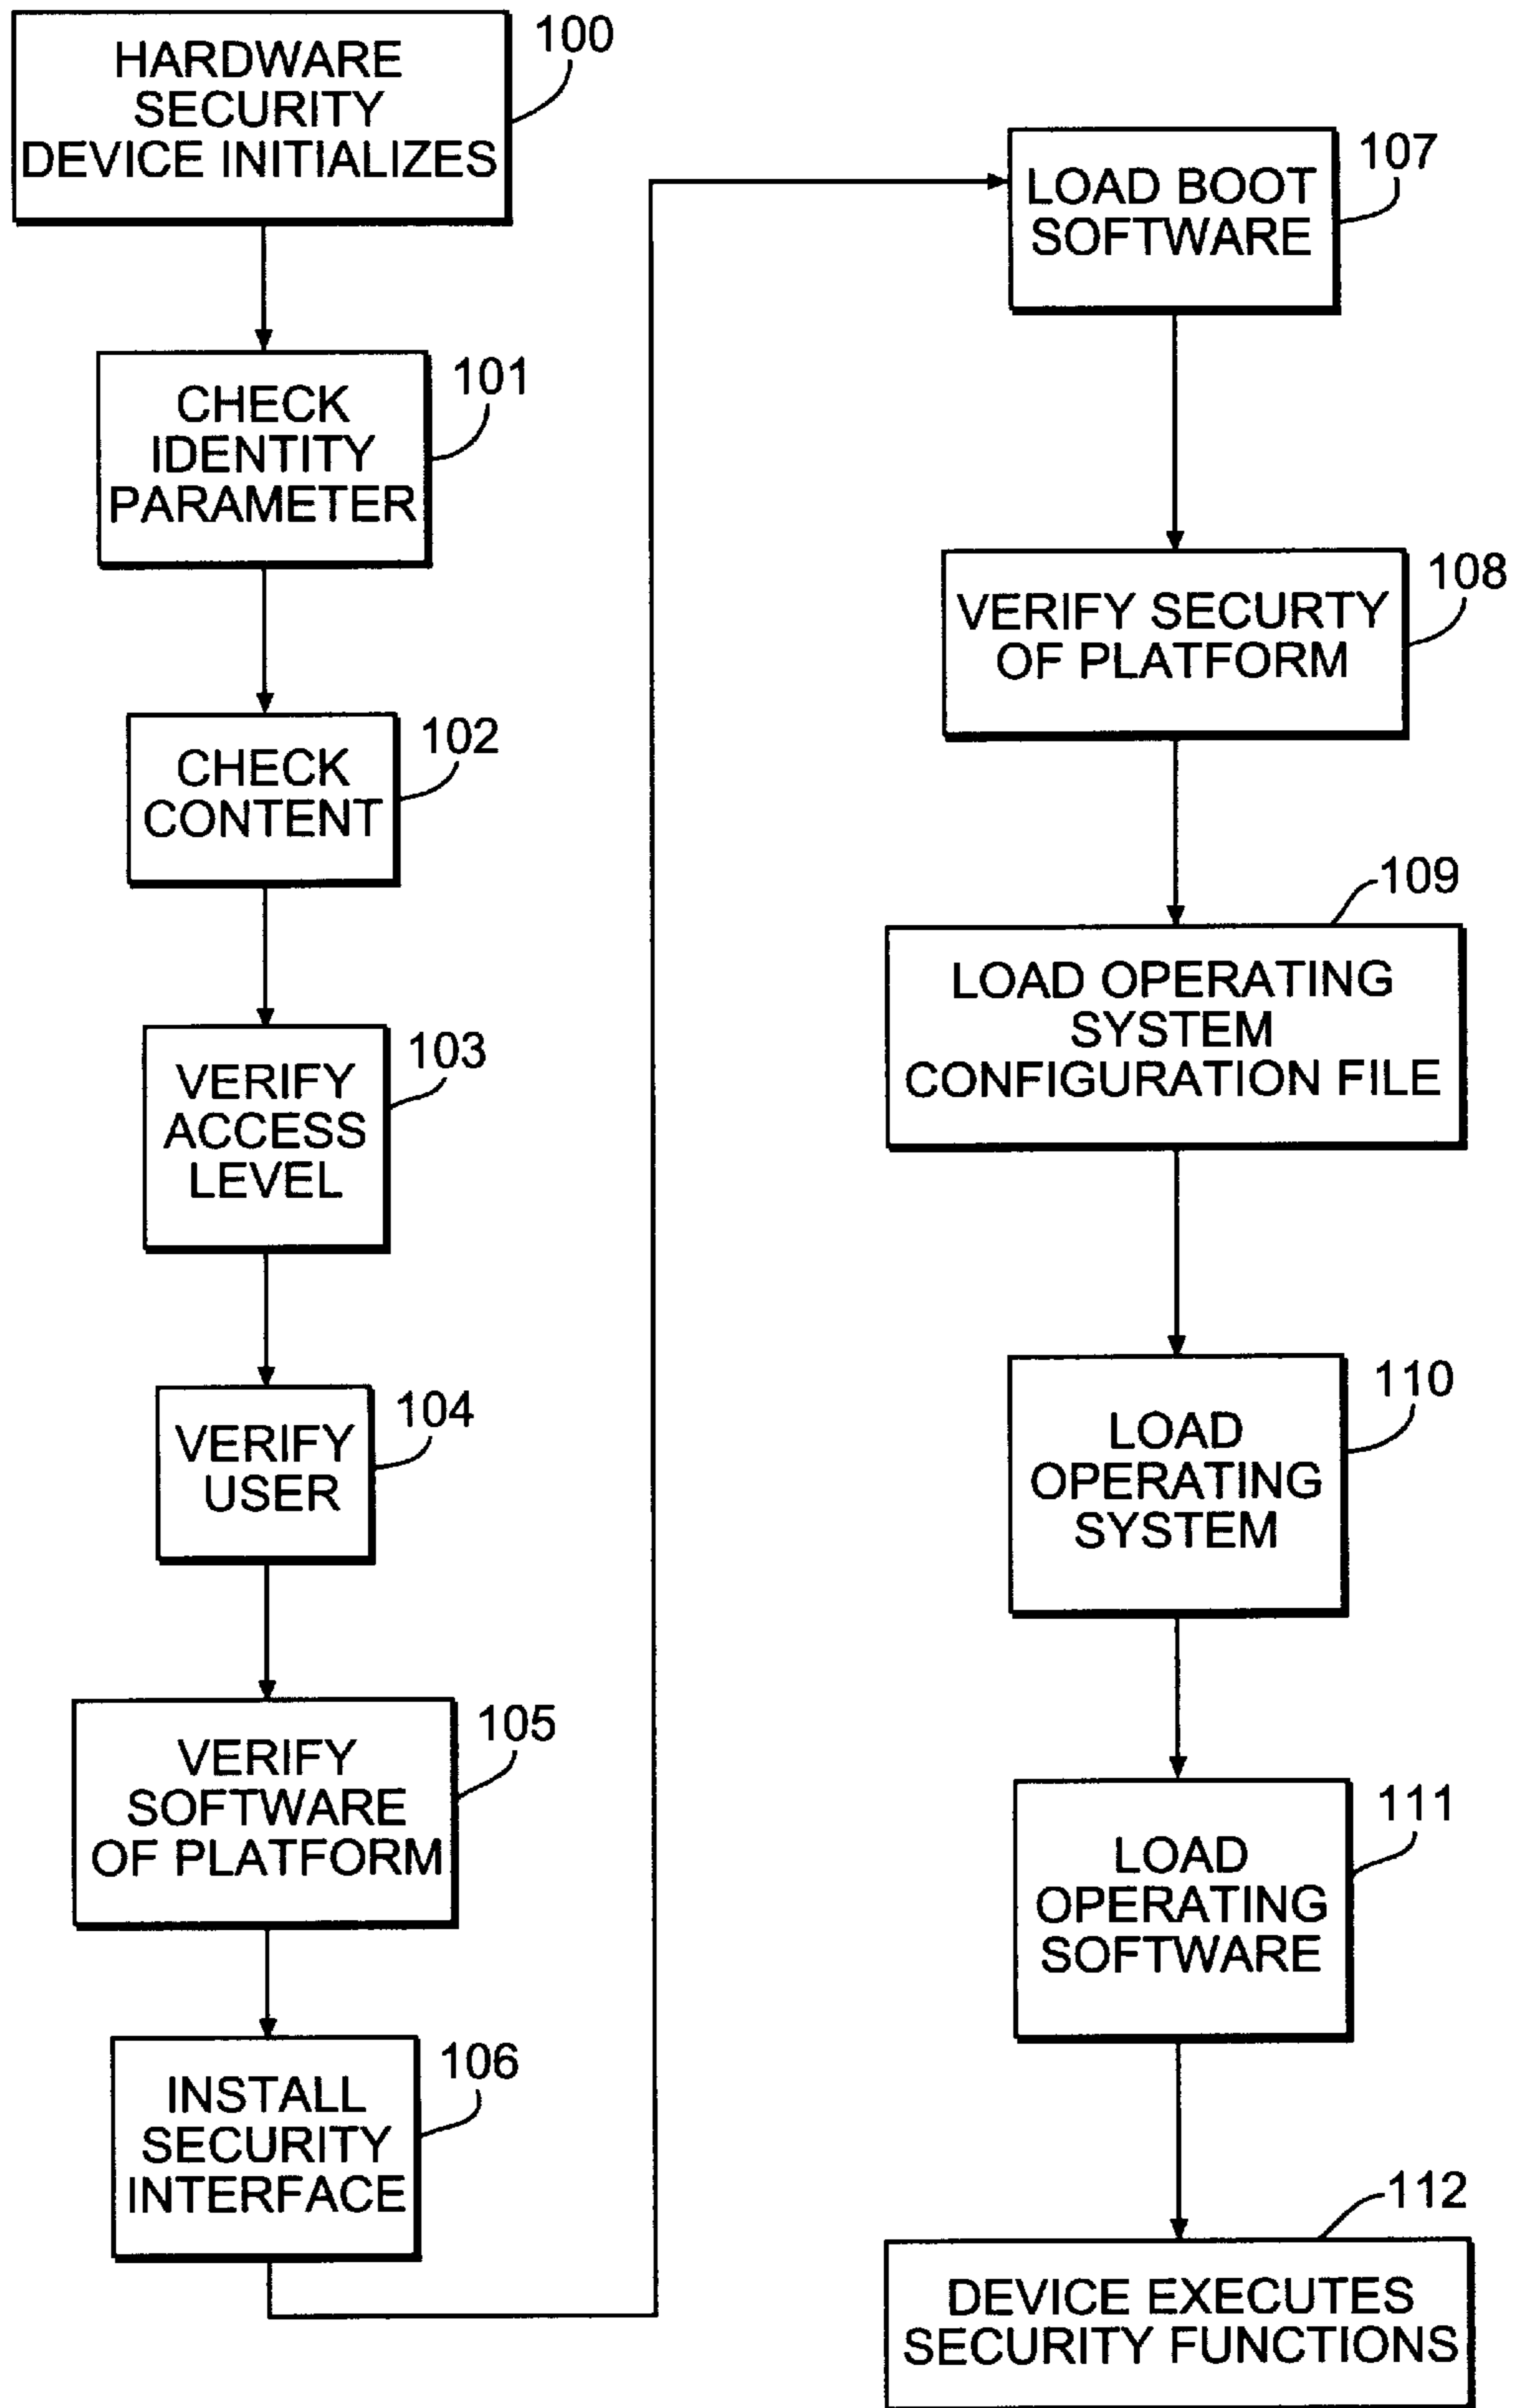 HARDWARE
SECURITY
DEVICE INITIALIZES
100
CHECK
IDENTITY
PARAMETER
101
CHECK
CONTENT
102
VERIFY
ACCESS
LEVEL
103
VERIFY
USER
104
VERIFY
SOFTWARE
OF PLATFORM
105
INSTALL
SECURITY
INTERFACE
106
LOAD BOOT
SOFTWARE
107
VERIFY SECURTY
OF PLATFORM
108
LOAD OPERATING
SYSTEM
CONFIGURATION FILE
109
LOAD
OPERATING
SYSTEM
110
LOAD
OPERATING
SOFTWARE
111
DEVICE EXECUTES
SECURITY FUNCTIONS
112